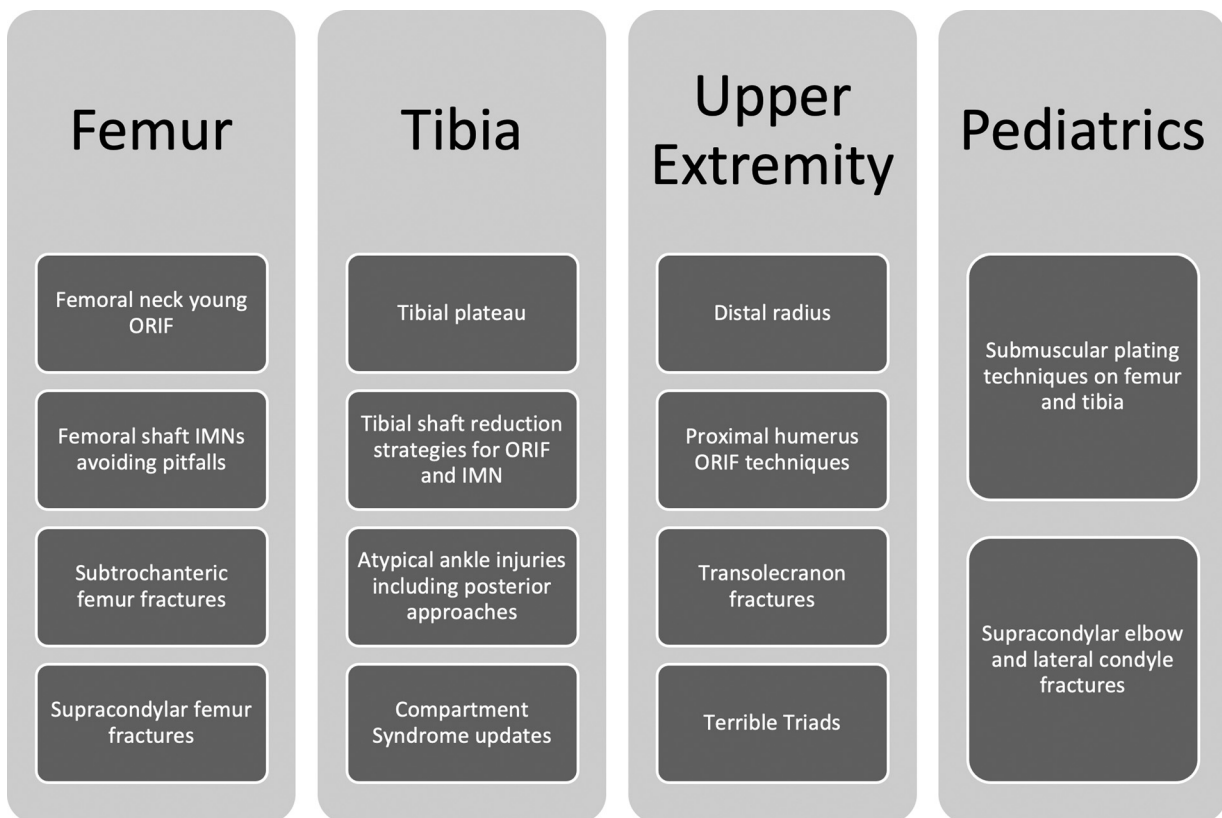 Femur
Femoral neck young
ORIF
Femoral shaft IMNs
avoiding pitfalls
Subtrochanteric
femur fractures
Supracondylar femur
fractures
Tibia
Tibial plateau
Tibial shaft reduction
strategies for ORIF
and IMN
Atypical ankle injuries
including posterior
approaches
Compartment
Syndrome updates
Upper
Extremity
Distal radius
Proximal humerus
ORIF techniques
Transolecranon
fractures
Terrible Triads
Pediatrics
Submuscular plating
techniques on femur
and tibia
Supracondylar elbow
and lateral condyle
fractures